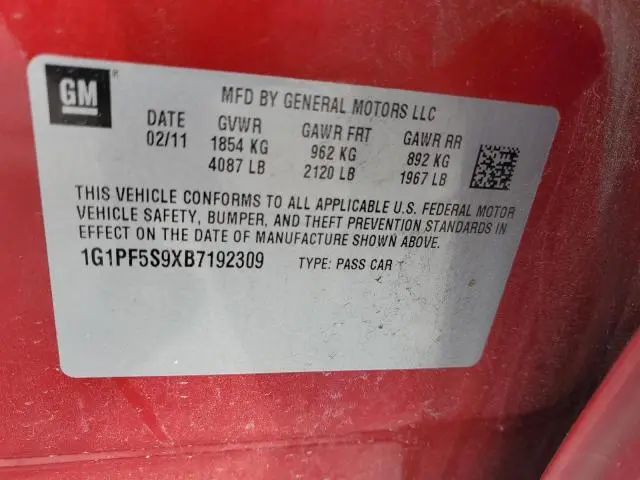 GM®
MFD BY GENERAL MOTORS LLC
DATE GVWR GAWR FRT GAWR RR
02/11 1854 KG 962 KG 892 KG
4087 LB 2120 LB 1967 LB
THIS VEHICLE CONFORMS TO ALL APPLICABLE U.S. FEDERAL MOTOR
VEHICLE SAFETY, BUMPER, AND THEFT PREVENTION STANDARDS IN
EFFECT ON THE DATE OF MANUFACTURE SHOWN ABOVE.
1G1PF5S9XB7192309 TYPE: PASS CAR